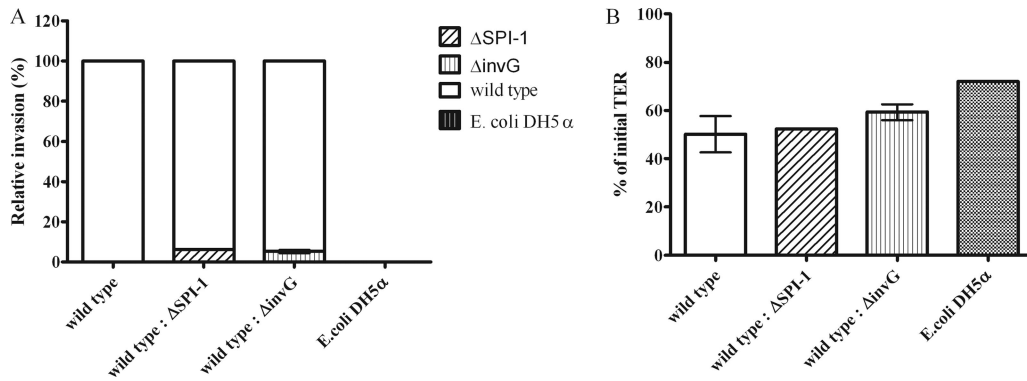 A
Relative invasion (%)
120
100
80
60
40
20
0
wild type
wild type : ΔSPI-1
wild type : ΔinvG
E.coli DH5α
ΔSPI-1
ΔinvG
wild type
E. coli DH5 α
B
% of initial TER
100
80
60
40
20
0
wild type
wild type : ΔSPI-1
wild type : ΔinvG
E.coli DH5α